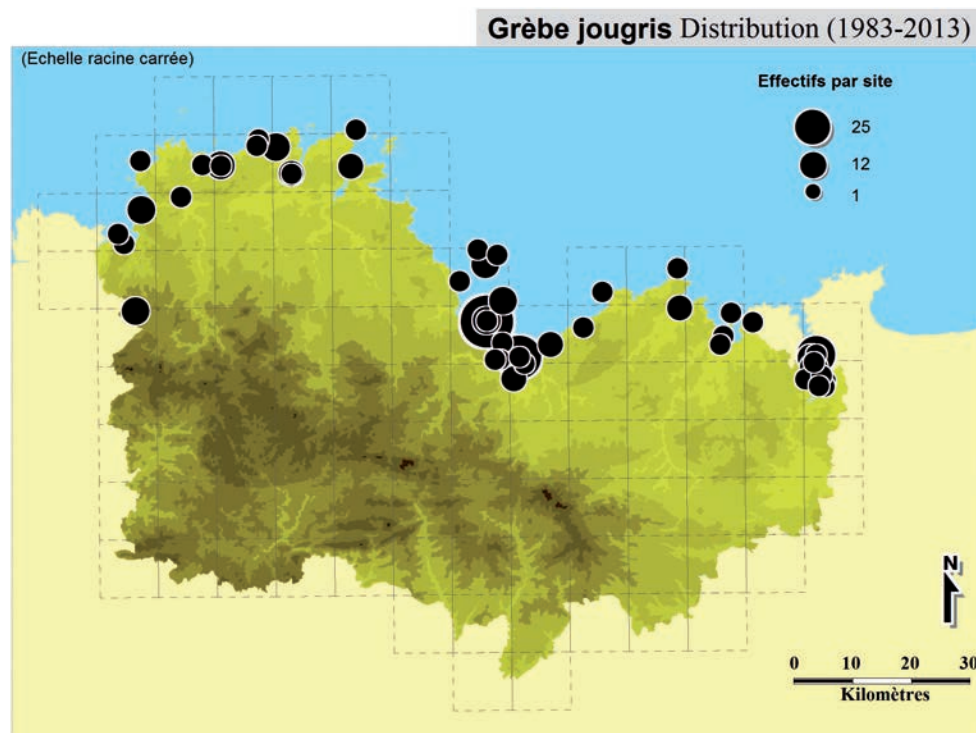 Grèbe jougris Distribution (1983-2013)
(Echelle racine carrée)
Effectifs par site
25
12
1
N
0 10 20 30
Kilomètres